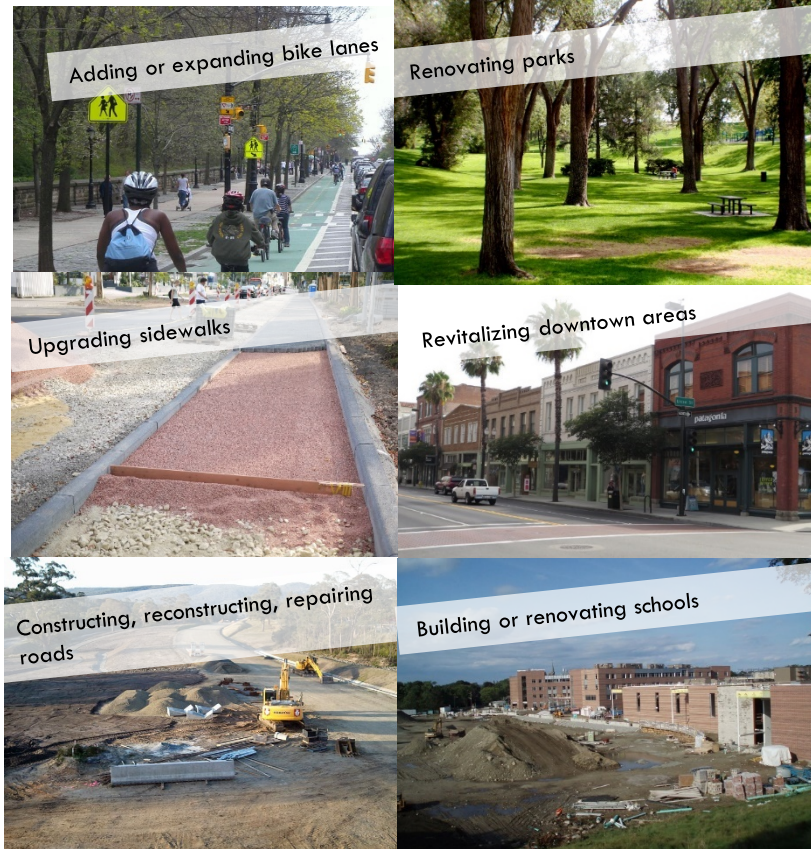 Adding or expanding bike lanes
Renovating parks
Upgrading sidewalks
Revitalizing downtown areas
patagonia
Constructing, reconstructing, repairing
roads
Building or renovating schools